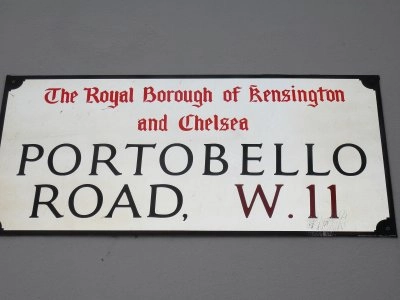 The Royal Borough of Kensington
and Chelsea
PORTOBELLO
ROAD, W.11